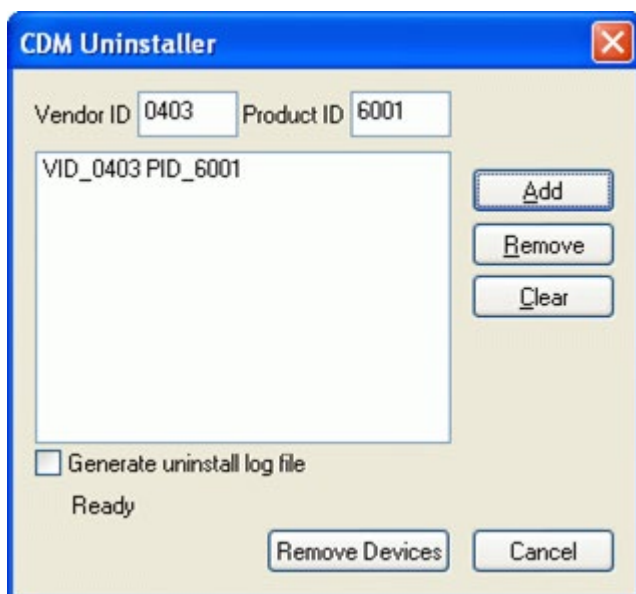 CDM Uninstaller
Vendor ID 0403 Product ID 6001
VID_0403 PID_6001
Add
Remove
Clear
Generate uninstall log file
Ready
Remove Devices Cancel